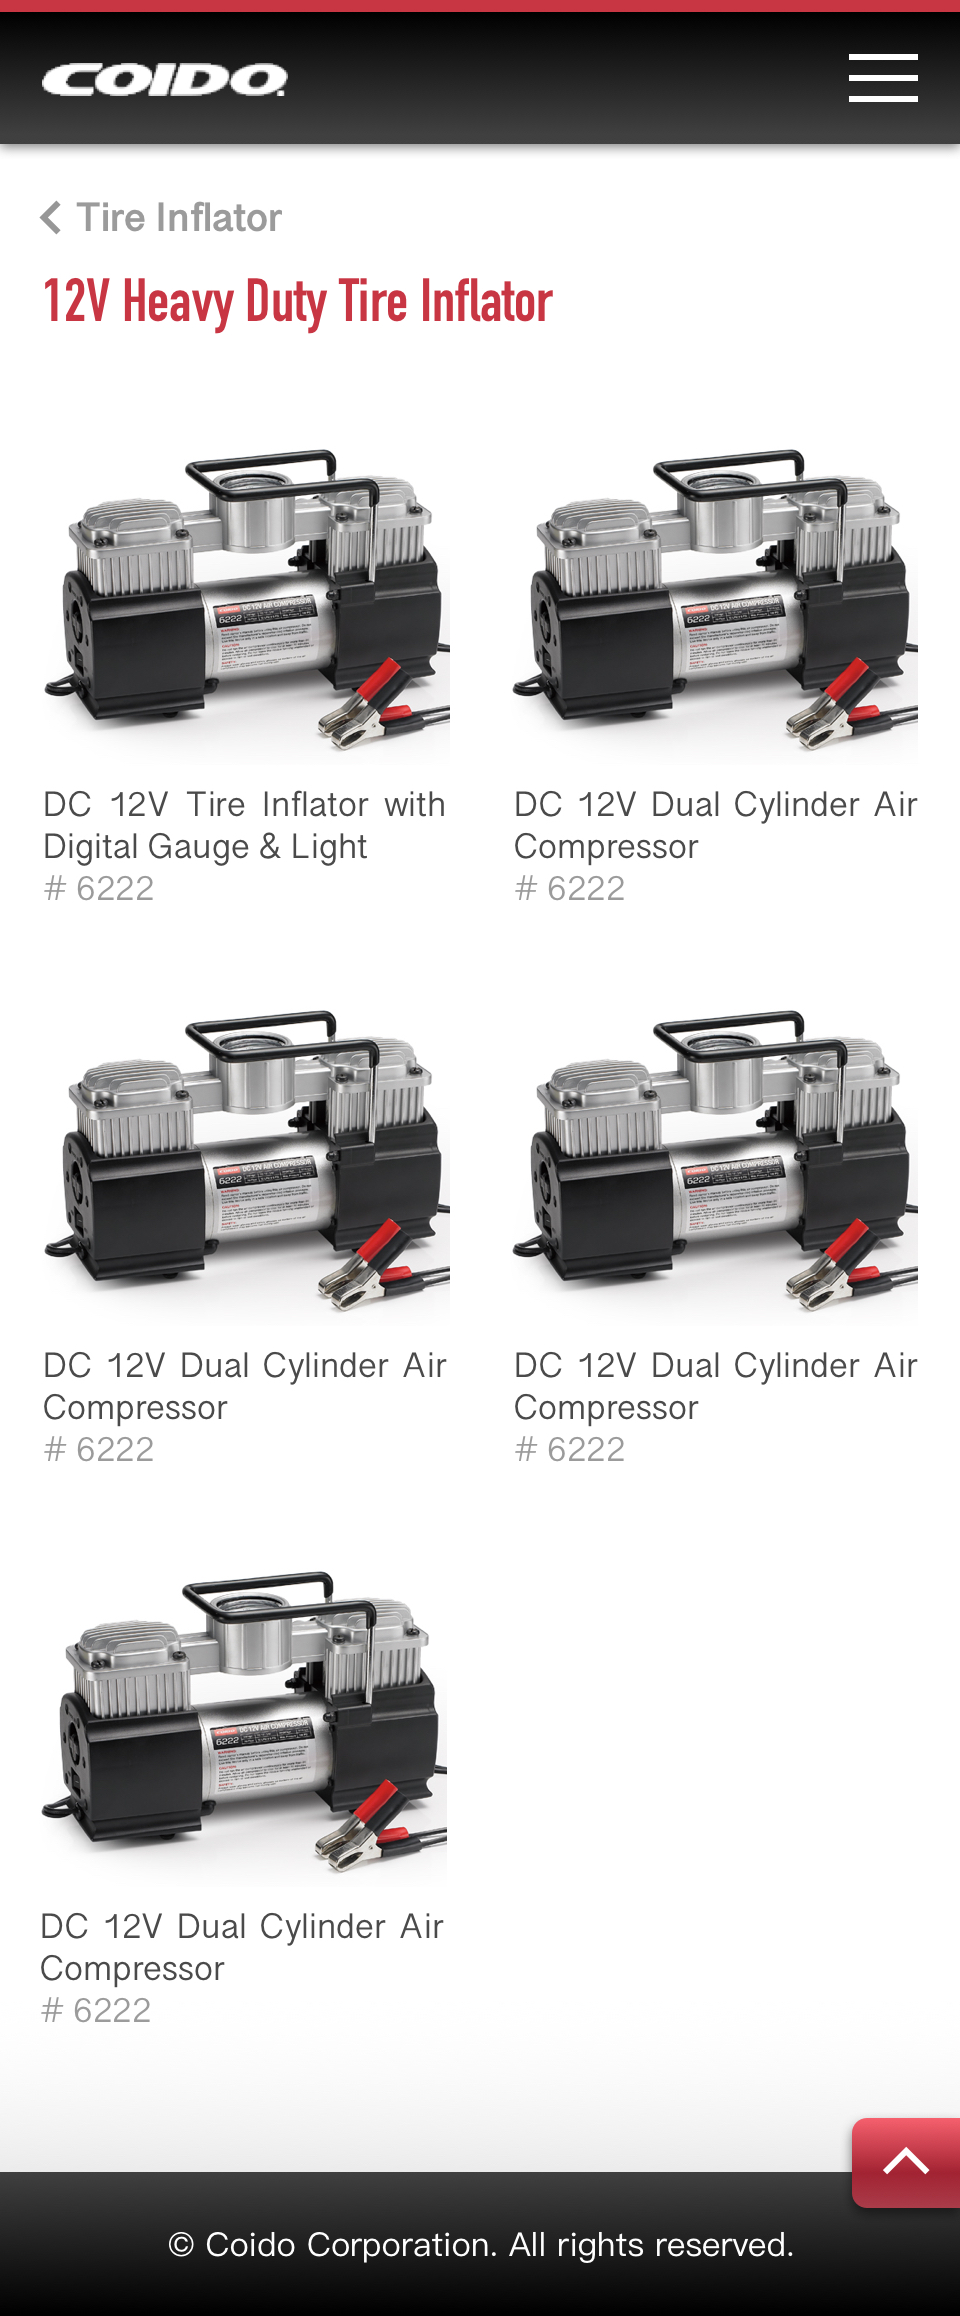 COIDO.
Tire Inflator
12V Heavy Duty Tire Inflator
DC 12V AIR COMPRESSOR
6222
DC 12V AIR COMPRESSOR
6222
DC 12V Tire Inflator with
Digital Gauge & Light
# 6222
DC 12V Dual Cylinder Air
Compressor
# 6222
DC 12V AIR COMPRESSOR
6222
DC 12V AIR COMPRESSOR
6222
DC 12V Dual Cylinder Air
Compressor
# 6222
DC 12V Dual Cylinder Air
Compressor
# 6222
DC 12V AIR COMPRESSOR
6222
DC 12V Dual Cylinder Air
Compressor
# 6222
© Coido Corporation. All rights reserved.